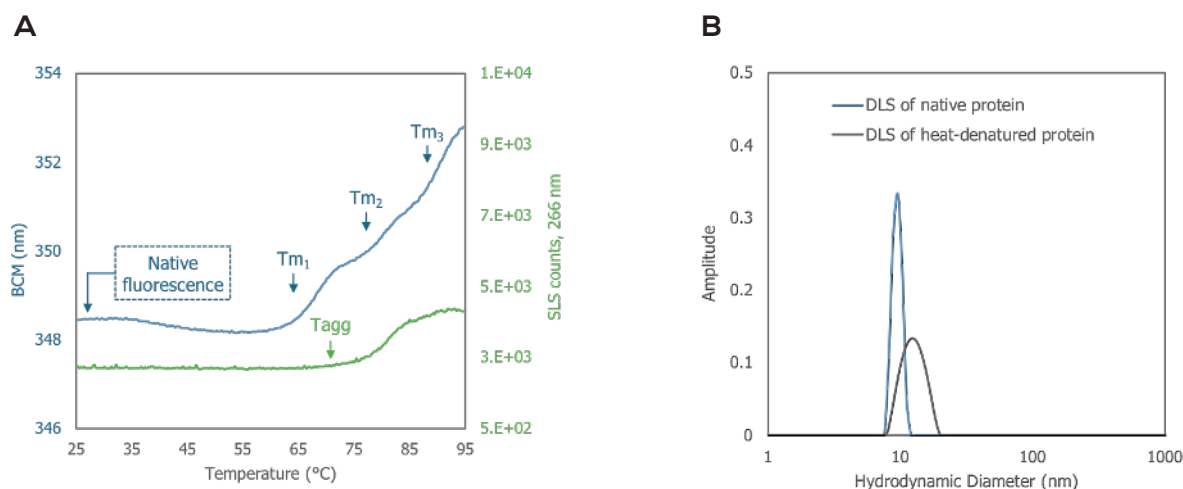 A
BCM (nm)
354
352
350
348
346
Native
fluorescence
Tm1
Tm2
Tm3
Tagg
1.E+04
9.E+03
7.E+03
5.E+03
3.E+03
5.E+02
SLS counts, 266 nm
25 35 45 55 65 75 85 95
Temperature (°C)
B
Amplitude
0.5
0.4
0.3
0.2
0.1
0
DLS of native protein
DLS of heat-denatured protein
1 10 100 1000
Hydrodynamic Diameter (nm)